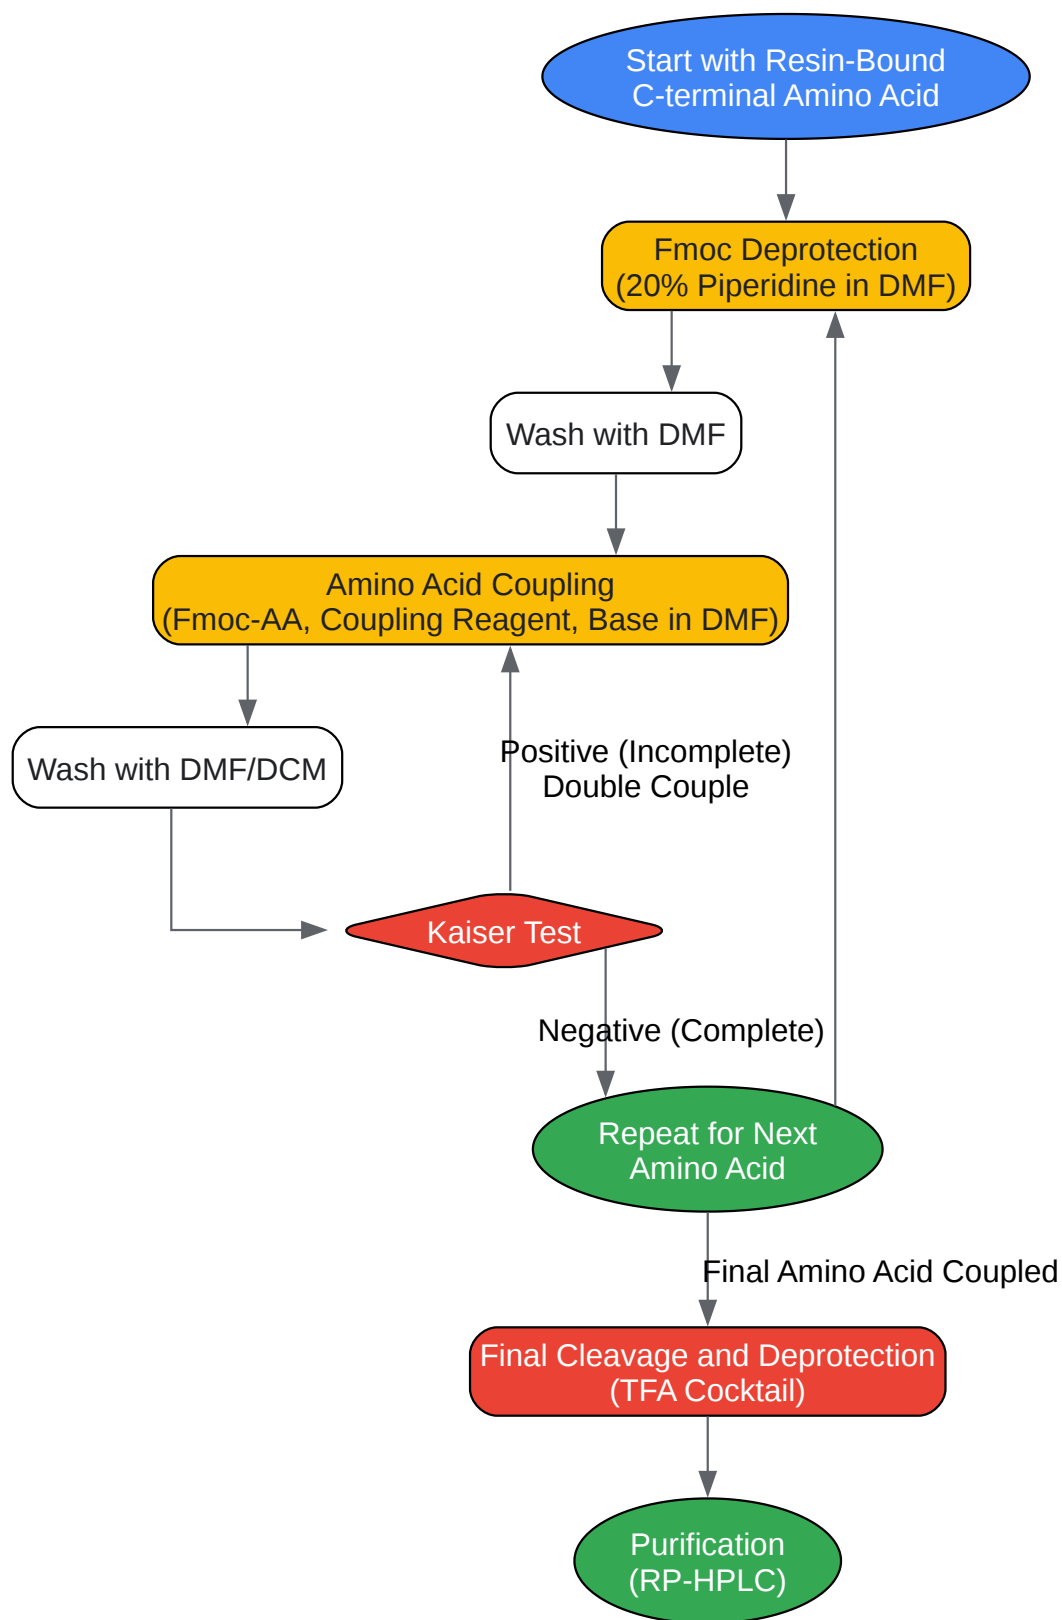 Start with Resin-Bound
C-terminal Amino Acid
Fmoc Deprotection
(20% Piperidine in DMF)
Wash with DMF
Amino Acid Coupling
(Fmoc-AA, Coupling Reagent, Base in DMF)
Wash with DMF/DCM
Positive (Incomplete)
Double Couple
Kaiser Test
Negative (Complete)
Repeat for Next
Amino Acid
Final Amino Acid Coupled
Final Cleavage and Deprotection
(TFA Cocktail)
Purification
(RP-HPLC)